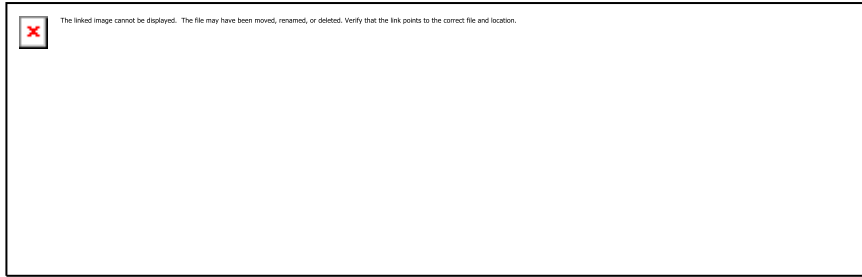 The linked image cannot be displayed.  The file may have been moved, renamed, or deleted. Verify that the link points to the correct file and location.